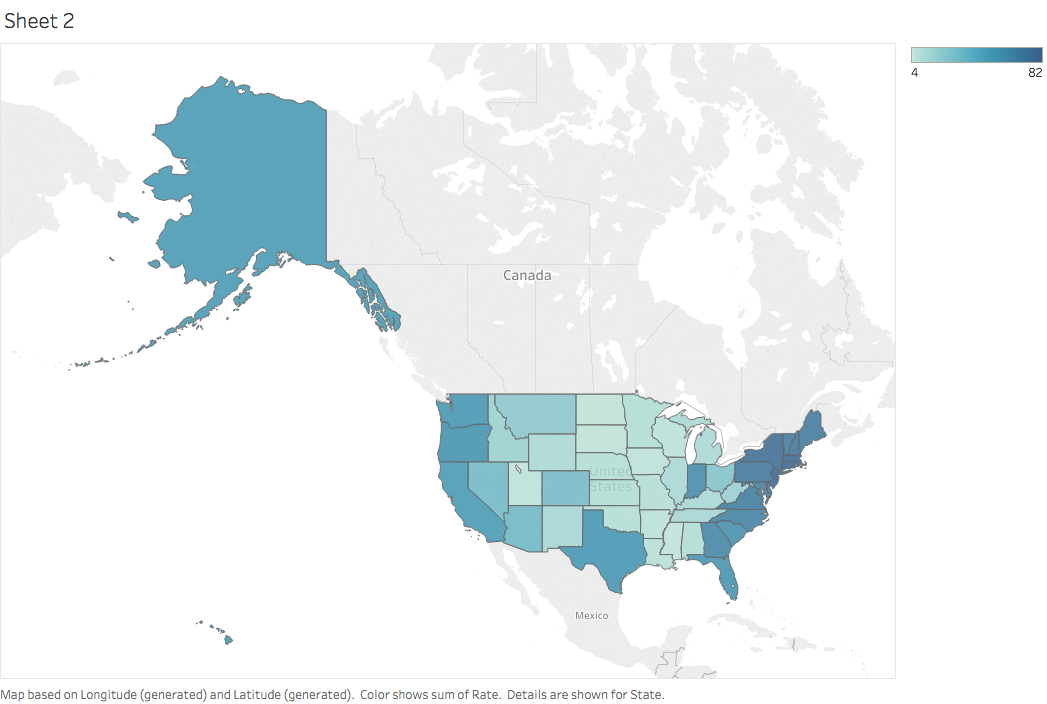 Sheet 2
4 82
Canada
United
States
Mexico
Map based on Longitude (generated) and Latitude (generated). Color shows sum of Rate. Details are shown for State.